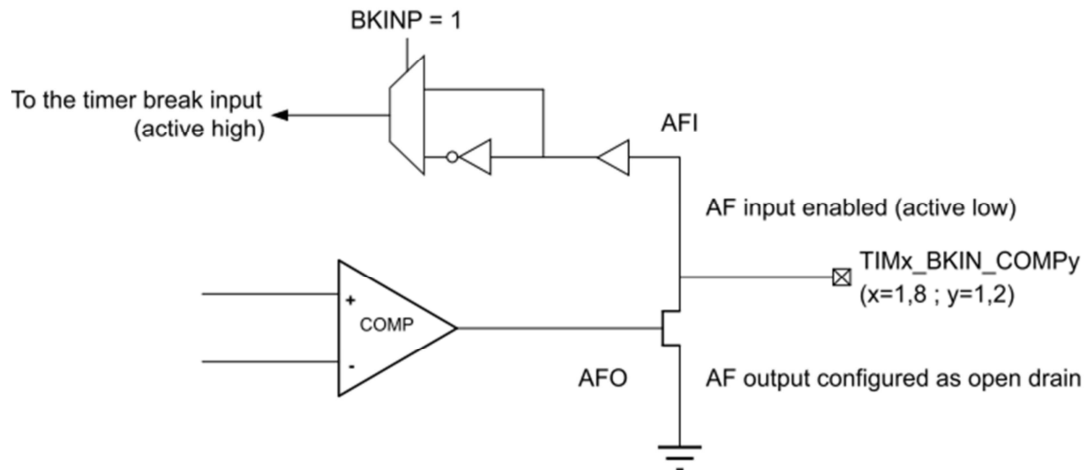 BKINP = 1
To the timer break input
(active high)
AFI
AF input enabled (active low)
TIMx_BKIN_COMPy
(x=1,8 ; y=1,2)
+
COMP
-
AFO
AF output configured as open drain